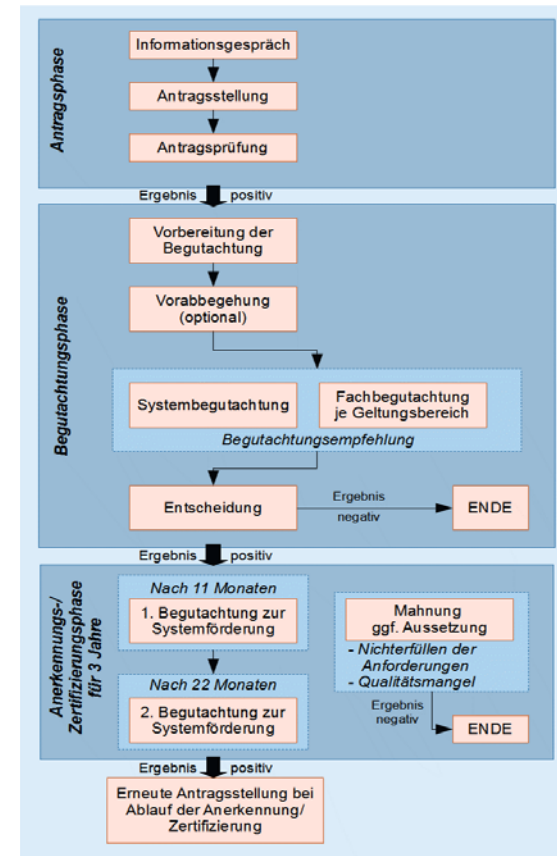 Antragsphase
Informationsgespräch
Antragsstellung
Antragsprüfung
Ergebnis positiv
Begutachtungsphase
Vorbereitung der
Begutachtung
Vorabbegehung
(optional)
Systembegutachtung
Fachbegutachtung
je Geltungsbereich
Begutachtungsempfehlung
Entscheidung
Ergebnis
negativ
ENDE
Ergebnis positiv
Anerkennungs-/
Zertifizierungsphase
für 3 Jahre
Nach 11 Monaten
1. Begutachtung zur
Systemförderung
Nach 22 Monaten
2. Begutachtung zur
Systemförderung
Mahnung
ggf. Aussetzung
- Nichterfüllen der
Anforderungen
- Qualitätsmangel
Ergebnis
negativ
ENDE
Ergebnis positiv
Erneute Antragsstellung bei
Ablauf der Anerkennung/
Zertifizierung